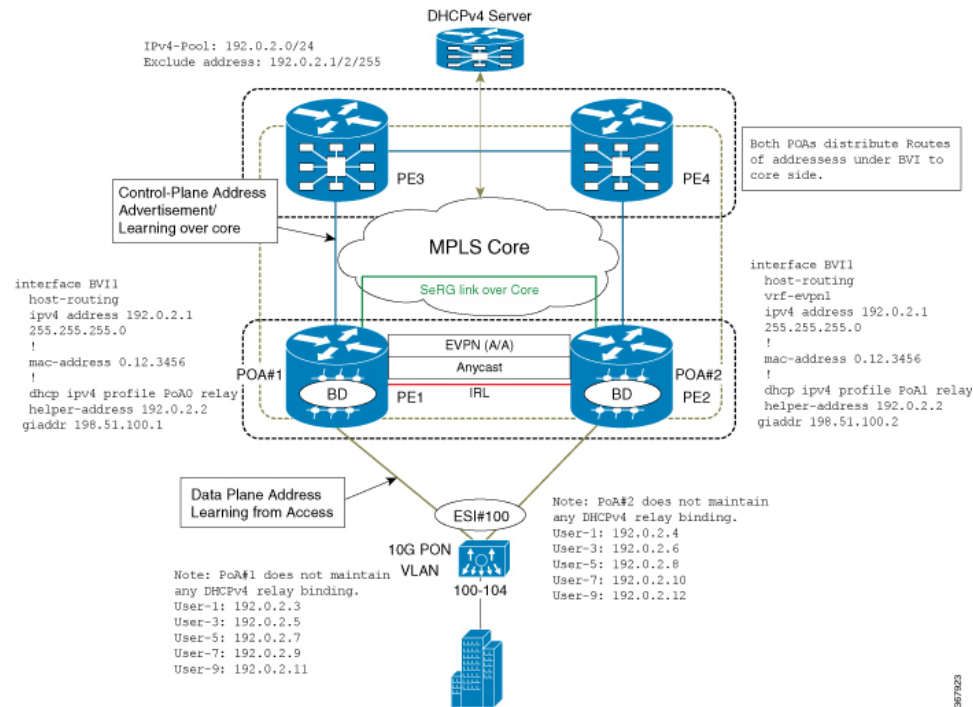 DHCPv4 Server
IPv4-Pool: 192.0.2.0/24
Exclude address: 192.0.2.1/2/255
PE3
PE4
Both POAs distribute Routes
of addressess under BVI to
core side.
Control-Plane Address
Advertisement/
Learning over core
MPLS Core
SeRG link over Core
interface BVI1
host-routing
ipv4 address 192.0.2.1
255.255.255.0
!
mac-address 0.12.3456
!
dhcp ipv4 profile PoA0 relay
helper-address 192.0.2.2
giaddr 198.51.100.1
interface BVI1
host-routing
vrf-evpn1
ipv4 address 192.0.2.1
255.255.255.0
!
mac-address 0.12.3456
!
dhcp ipv4 profile PoA1 relay
helper-address 192.0.2.2
giaddr 198.51.100.2
POA#1
BD
PE1
EVPN (A/A)
Anycast
IRL
POA#2
BD
PE2
Data Plane Address
Learning from Access
ESI#100
10G PON
VLAN
100-104
Note: PoA#1 does not maintain
any DHCPv4 relay binding.
User-1: 192.0.2.3
User-3: 192.0.2.5
User-5: 192.0.2.7
User-7: 192.0.2.9
User-9: 192.0.2.11
Note: PoA#2 does not maintain
any DHCPv4 relay binding.
User-1: 192.0.2.4
User-3: 192.0.2.6
User-5: 192.0.2.8
User-7: 192.0.2.10
User-9: 192.0.2.12
367923